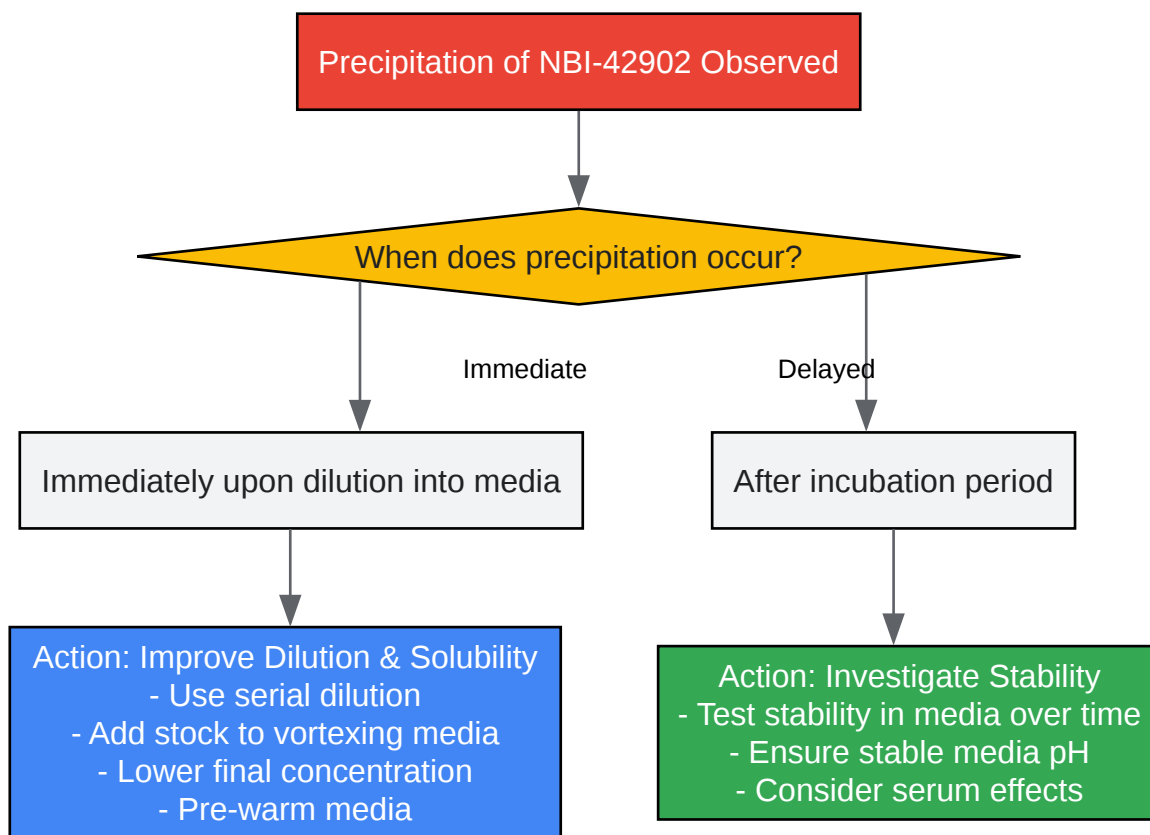 Precipitation of NBI-42902 Observed
When does precipitation occur?
Immediate
Delayed
Immediately upon dilution into media
After incubation period
Action: Improve Dilution & Solubility
- Use serial dilution
- Add stock to vortexing media
- Lower final concentration
- Pre-warm media
Action: Investigate Stability
- Test stability in media over time
- Ensure stable media pH
- Consider serum effects